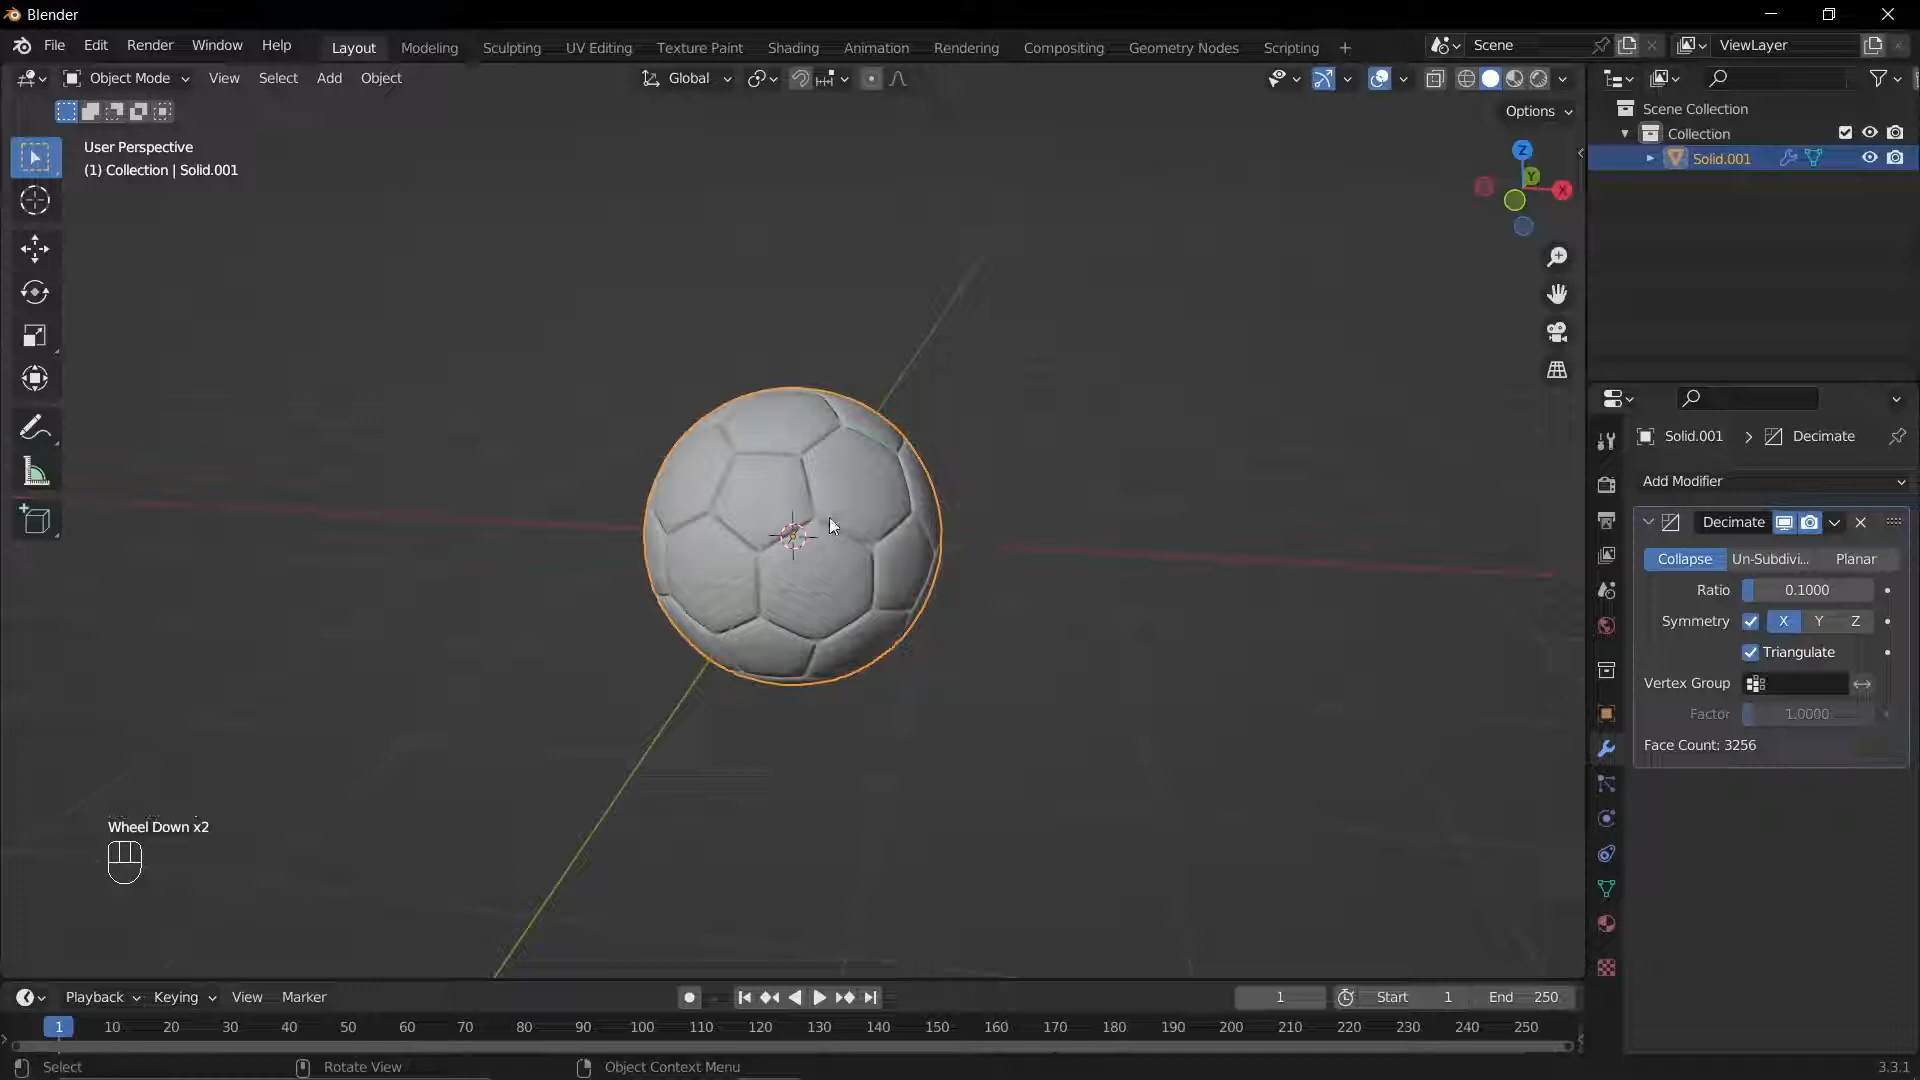 Blender
File Edit Render Window Help Layout Modeling Sculpting UV Editing Texture Paint Shading Animation Rendering Compositing Geometry Nodes Scripting + Scene ViewLayer
Object Mode View Select Add Object Global
Options
User Perspective
(1) Collection | Solid.001
Z
Y
X
Scene Collection
Collection
Solid.001
Solid.001 > Decimate
Add Modifier
Decimate
Collapse Un-Subdivi... Planar
Ratio 0.1000
Symmetry X Y Z
Triangulate
Vertex Group
Factor 1.0000
Face Count: 3256
Wheel Down x2
Playback Keying View Marker 1 Start 1 End 250
1 10 20 30 40 50 60 70 80 90 100 110 120 130 140 150 160 170 180 190 200 210 220 230 240 250
Select Rotate View Object Context Menu 3.3.1